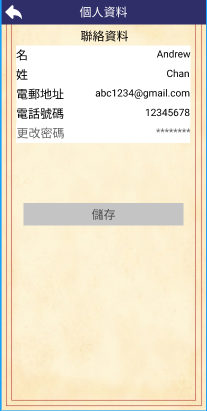 個人資料
聯絡資料
名 Andrew
姓 Chan
電郵地址 abc1234@gmail.com
電話號碼 12345678
更改密碼 ********
儲存